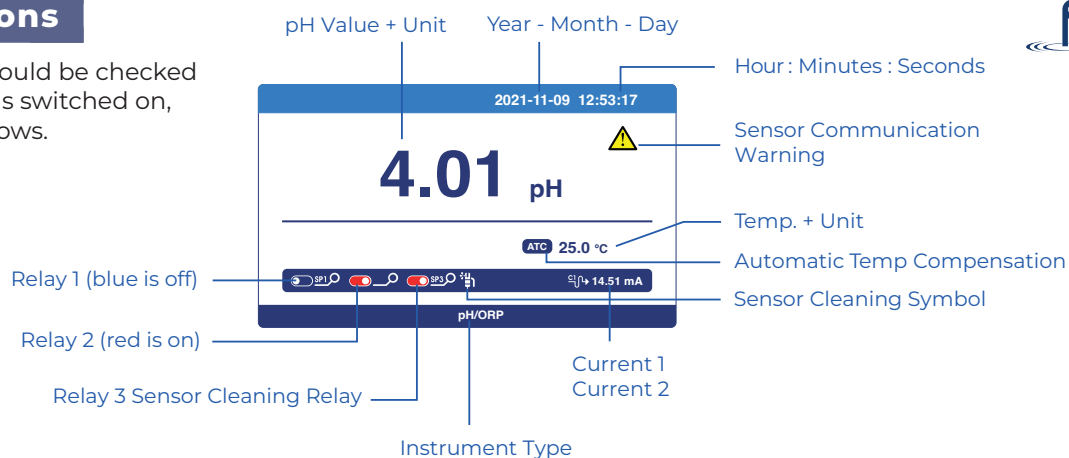 ons
pH Value + Unit
Year - Month - Day
ould be checked
s switched on,
ows.
Hour : Minutes : Seconds
2021-11-09 12:53:17
Sensor Communication
Warning
4.01 pH
Temp. + Unit
ATC 25.0 °C
Automatic Temp Compensation
Relay 1 (blue is off)
SP1 SP3 C1 14.51 mA
Sensor Cleaning Symbol
pH/ORP
Relay 2 (red is on)
Current 1
Current 2
Relay 3 Sensor Cleaning Relay
Instrument Type